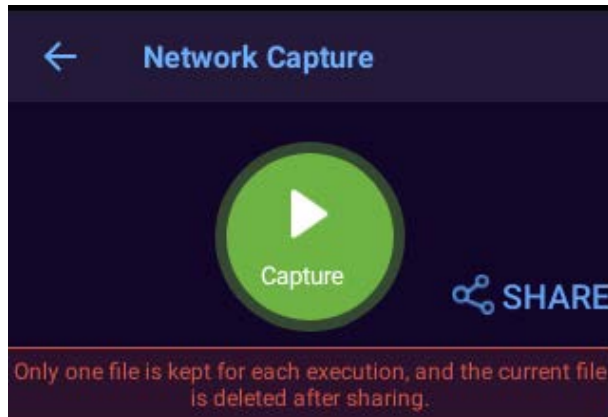 Network Capture
Capture
SHARE
Only one file is kept for each execution, and the current file
is deleted after sharing.